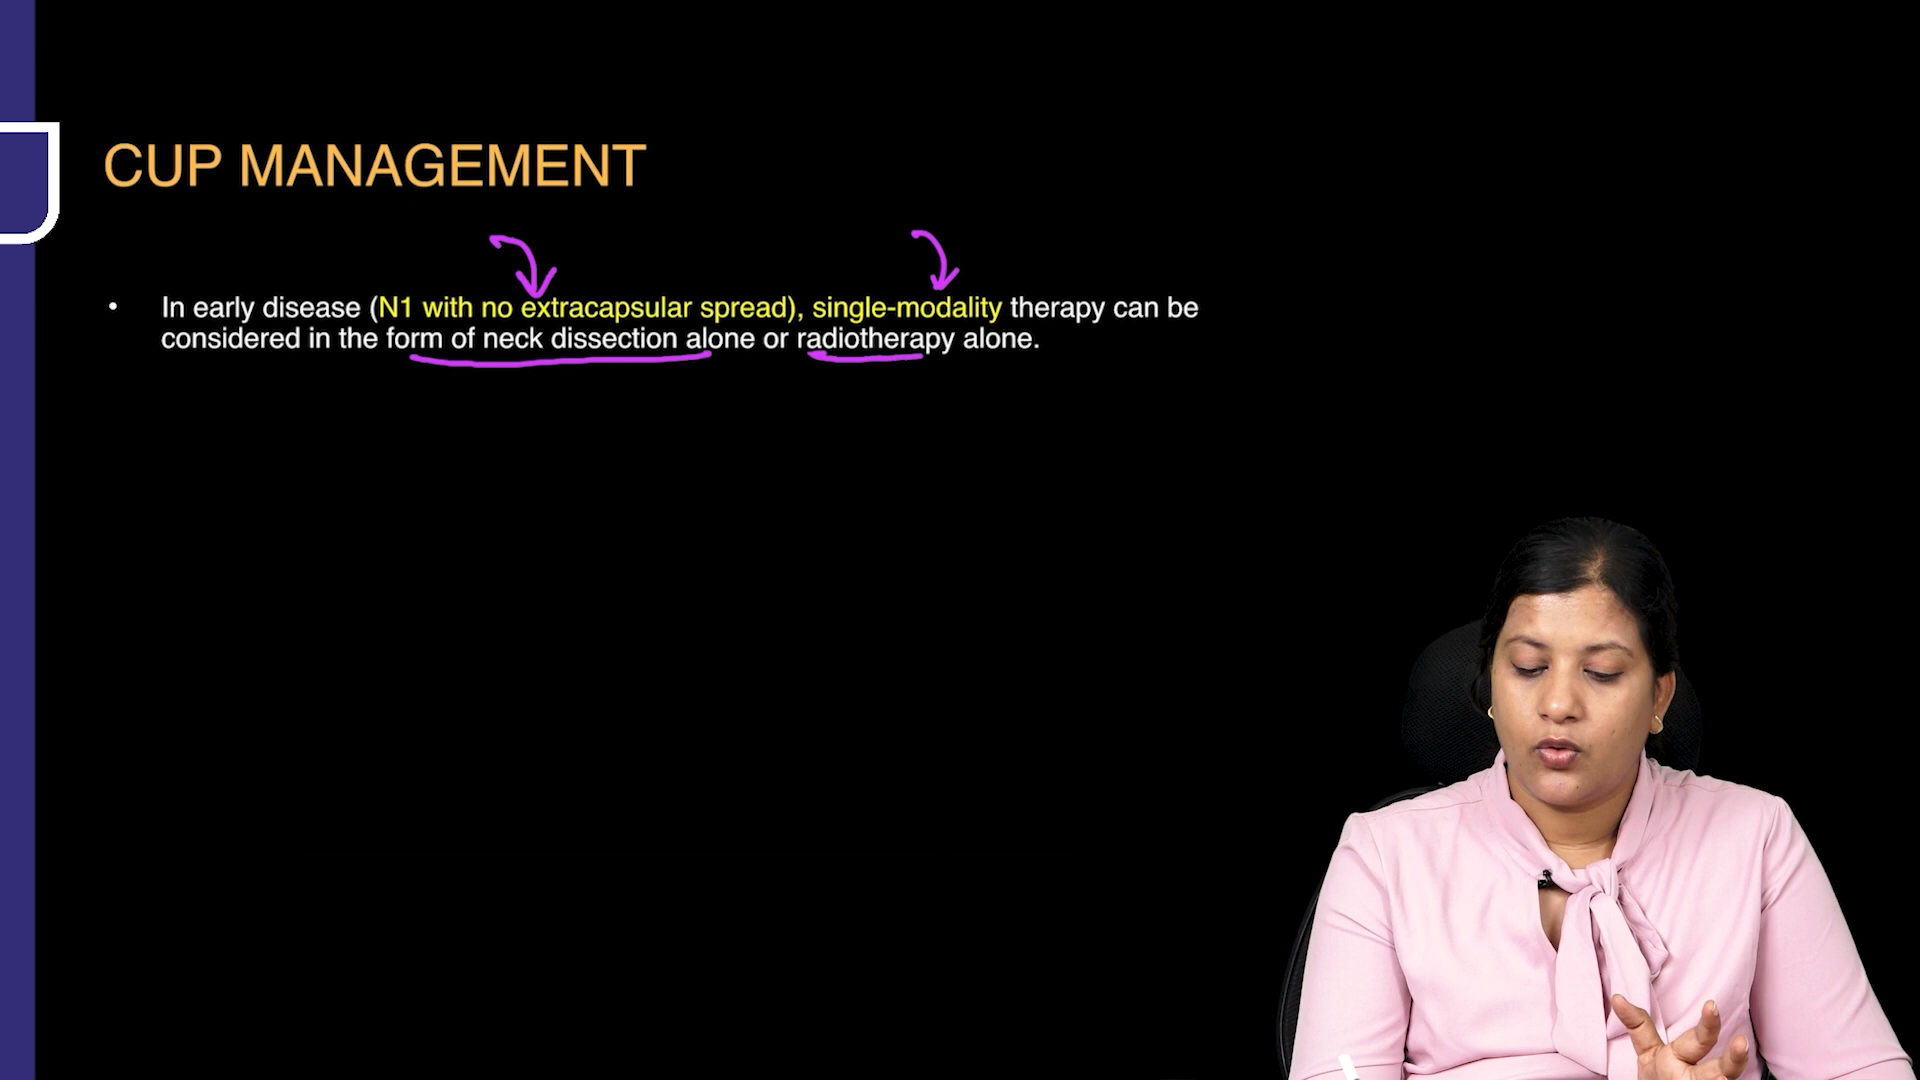 CUP MANAGEMENT
• In early disease (N1 with no extracapsular spread), single-modality therapy can be
considered in the form of neck dissection alone or radiotherapy alone.